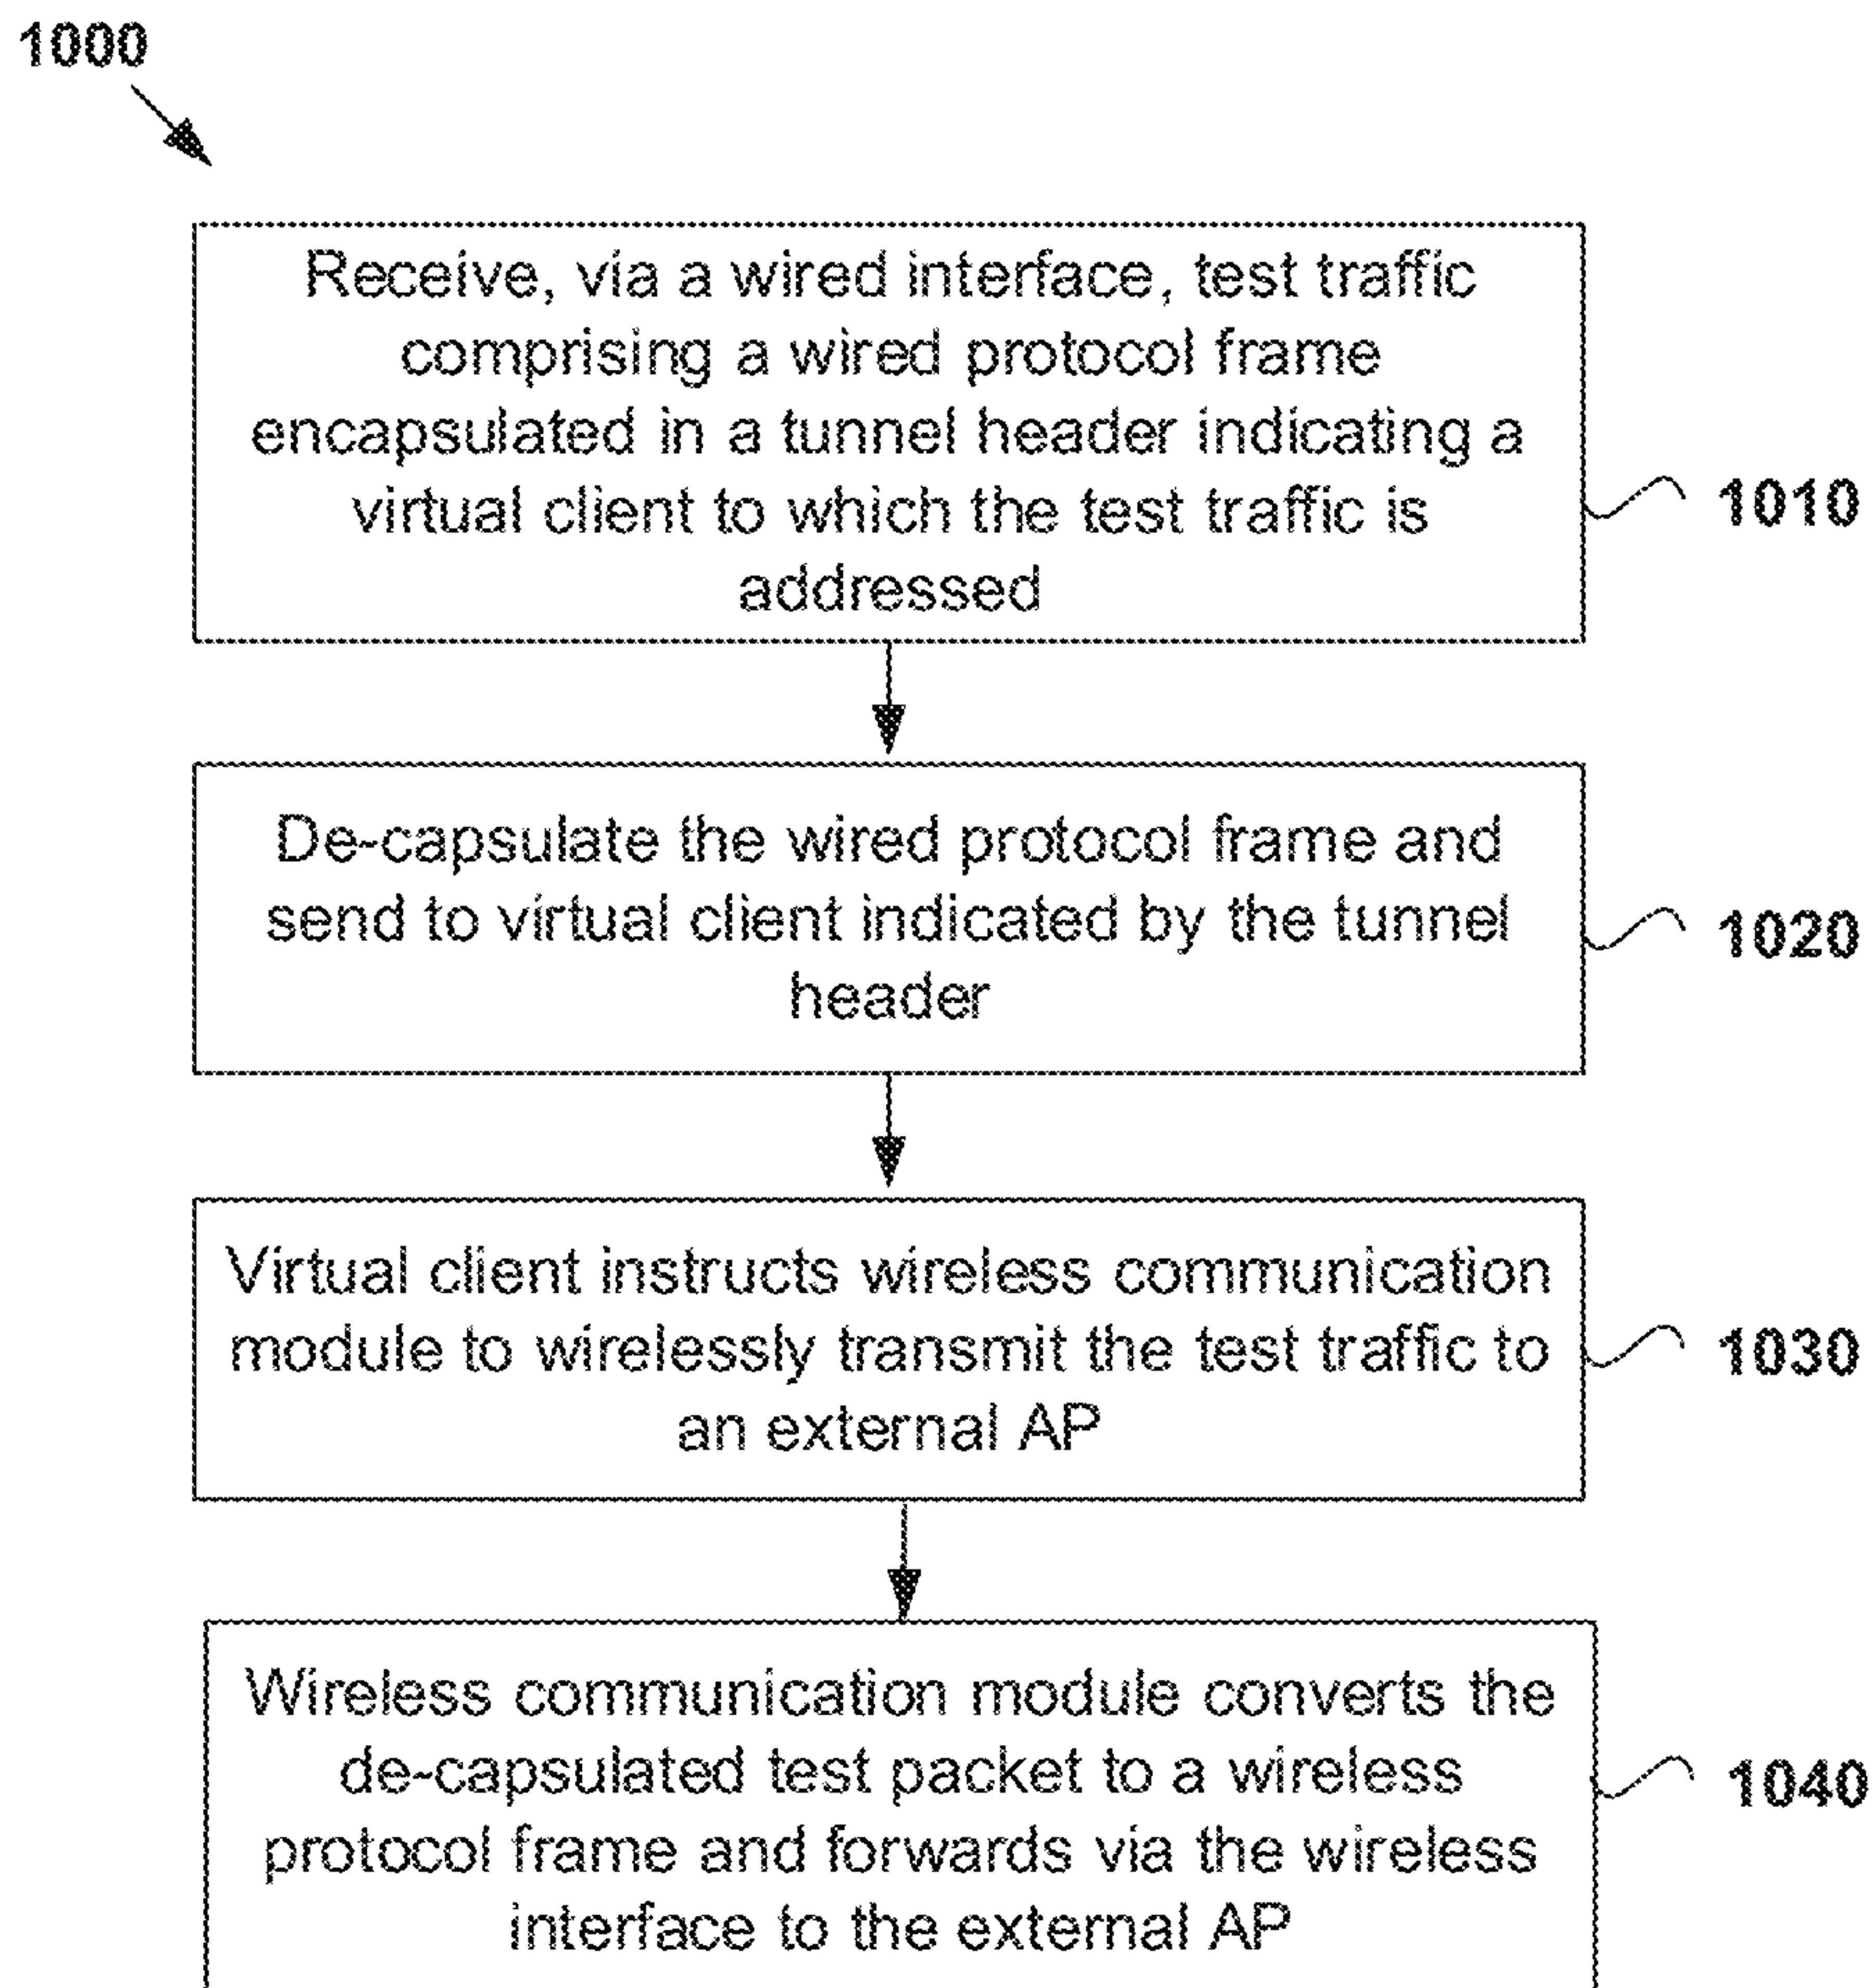 1000
Receive, via a wired interface, test traffic
comprising a wired protocol frame
encapsulated in a tunnel header indicating a
virtual client to which the test traffic is
addressed
1010
De-capsulate the wired protocol frame and
send to virtual client indicated by the tunnel
header
1020
Virtual client instructs wireless communication
module to wirelessly transmit the test traffic to
an external AP
1030
Wireless communication module converts the
de-capsulated test packet to a wireless
protocol frame and forwards via the wireless
interface to the external AP
1040